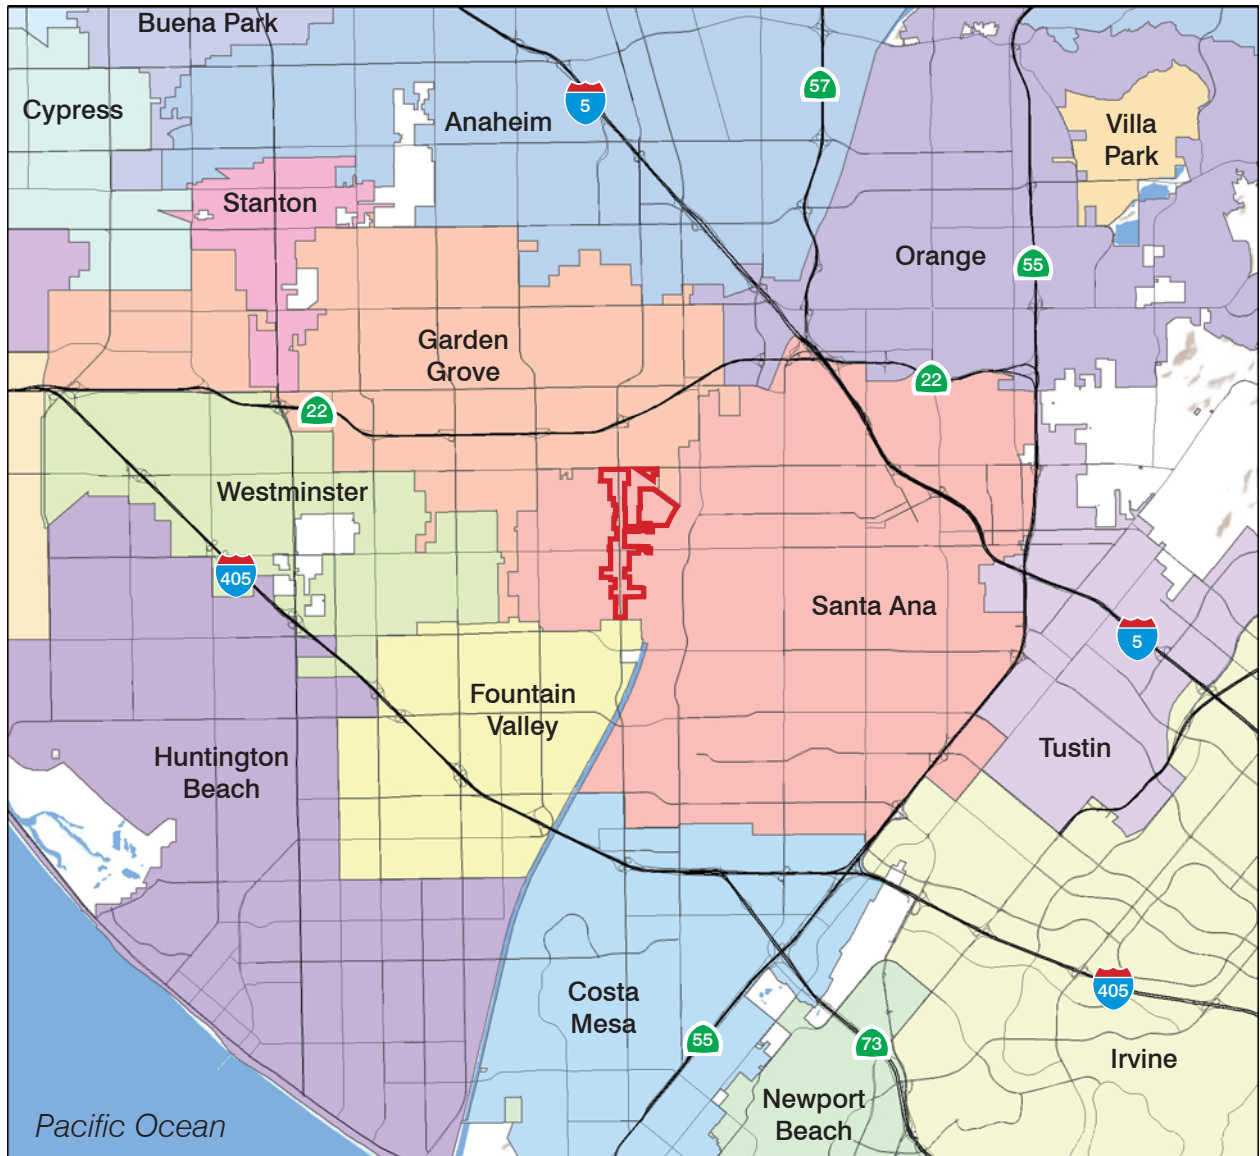 Buena Park
57
Cypress
5
Anaheim
Villa
Park
Stanton
Orange
55
Garden
Grove
22
22
Westminster
405
Santa Ana
5
Fountain
Valley
Tustin
Huntington
Beach
Costa
Mesa
405
55
73
Irvine
Newport
Beach
Pacific Ocean